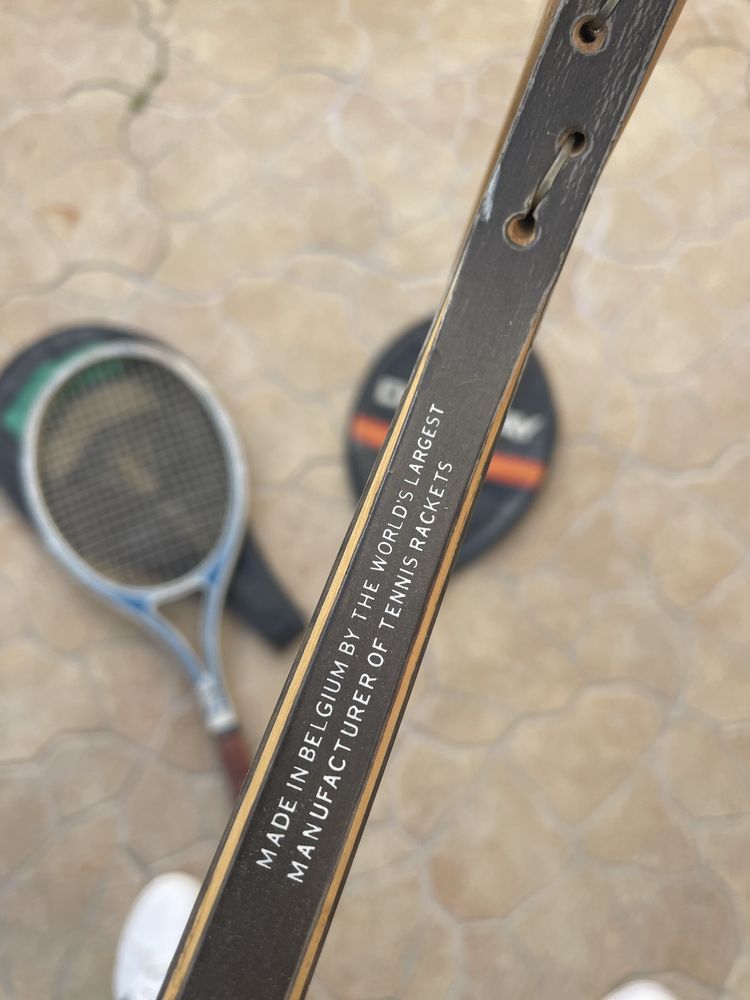 MADE IN BELGIUM BY THE WORLD'S LARGEST
MANUFACTURER OF TENNIS RACKETS